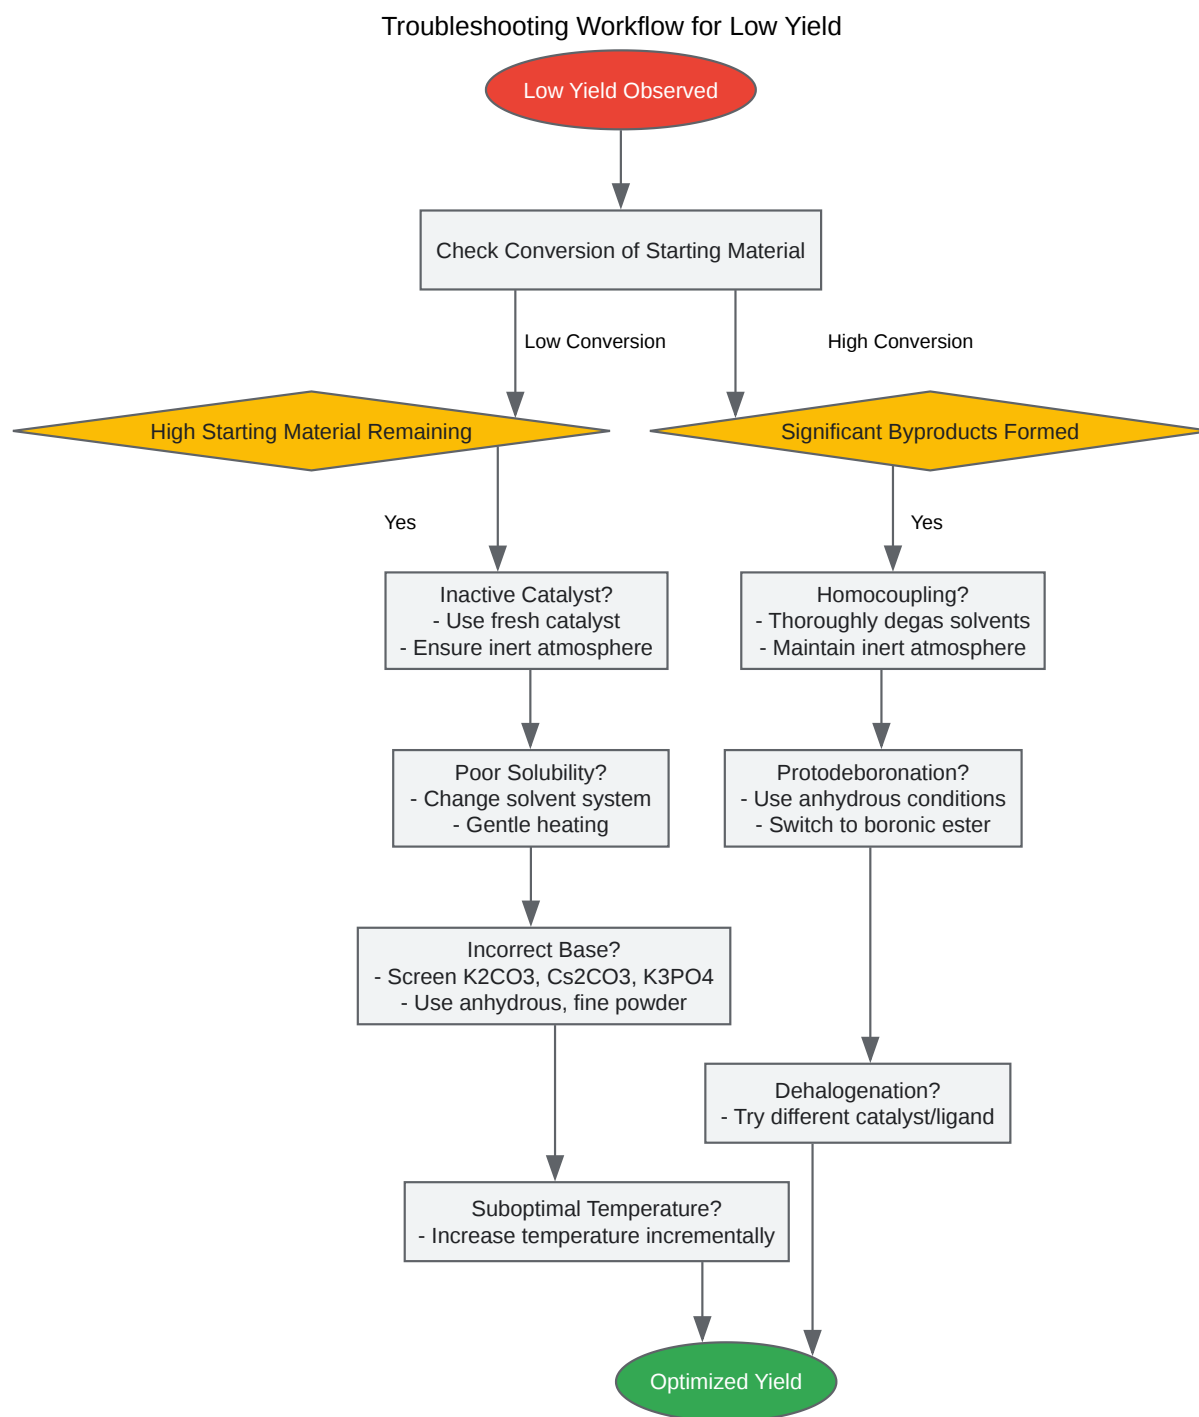 Troubleshooting Workflow for Low Yield
Low Yield Observed
Check Conversion of Starting Material
Low Conversion
High Conversion
High Starting Material Remaining
Significant Byproducts Formed
Yes
Yes
Inactive Catalyst?
- Use fresh catalyst
- Ensure inert atmosphere
Homocoupling?
- Thoroughly degas solvents
- Maintain inert atmosphere
Poor Solubility?
- Change solvent system
- Gentle heating
Protodeboronation?
- Use anhydrous conditions
- Switch to boronic ester
Incorrect Base?
- Screen K2CO3, Cs2CO3, K3PO4
- Use anhydrous, fine powder
Dehalogenation?
- Try different catalyst/ligand
Suboptimal Temperature?
- Increase temperature incrementally
Optimized Yield